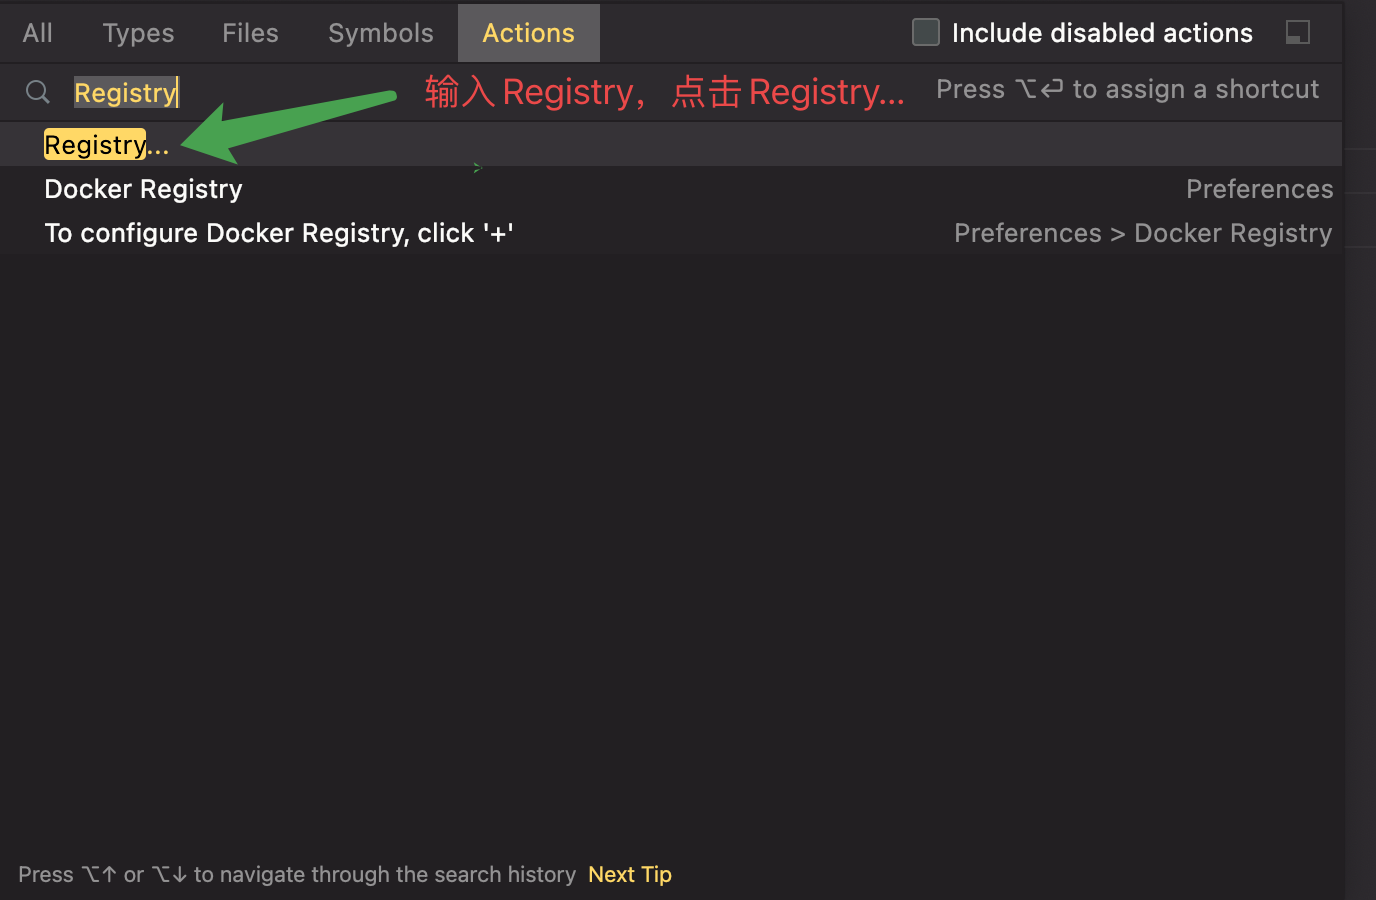 All Types Files Symbols Actions Include disabled actions
Registry 输入 Registry，点击 Registry... Press ⌥↩ to assign a shortcut
Registry...
Docker Registry Preferences
To configure Docker Registry, click '+' Preferences > Docker Registry
Press ⌥↑ or ⌥↓ to navigate through the search history Next Tip